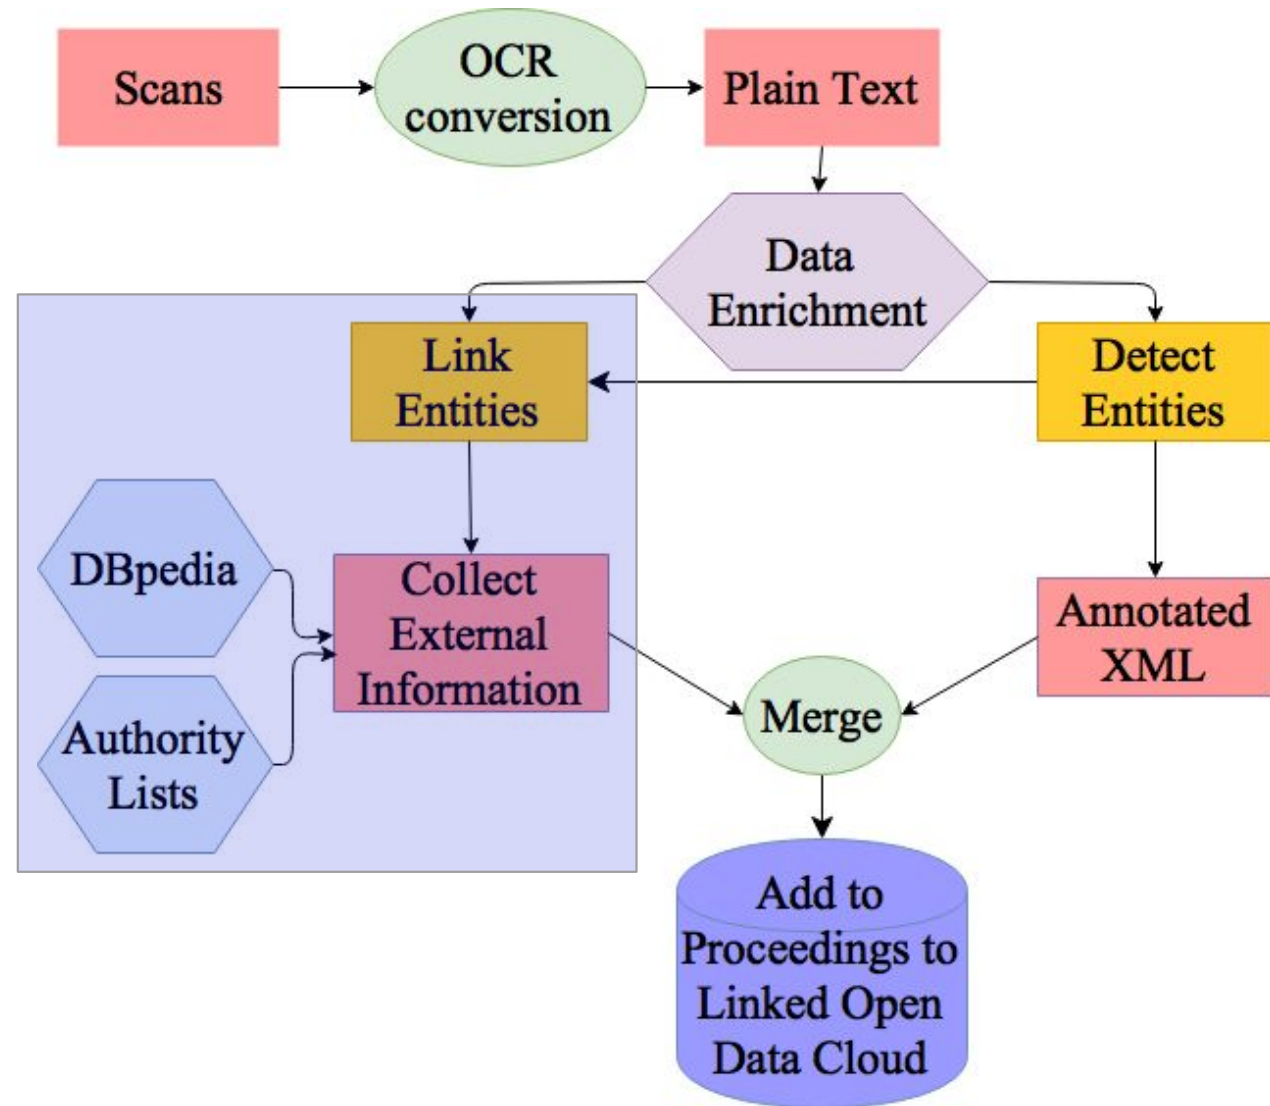 Scans
OCR
conversion
Plain Text
Data
Enrichment
Link
Entities
Detect
Entities
DBpedia
Collect
External
Information
Annotated
XML
Authority
Lists
Merge
Add to
Proceedings to
Linked Open
Data Cloud